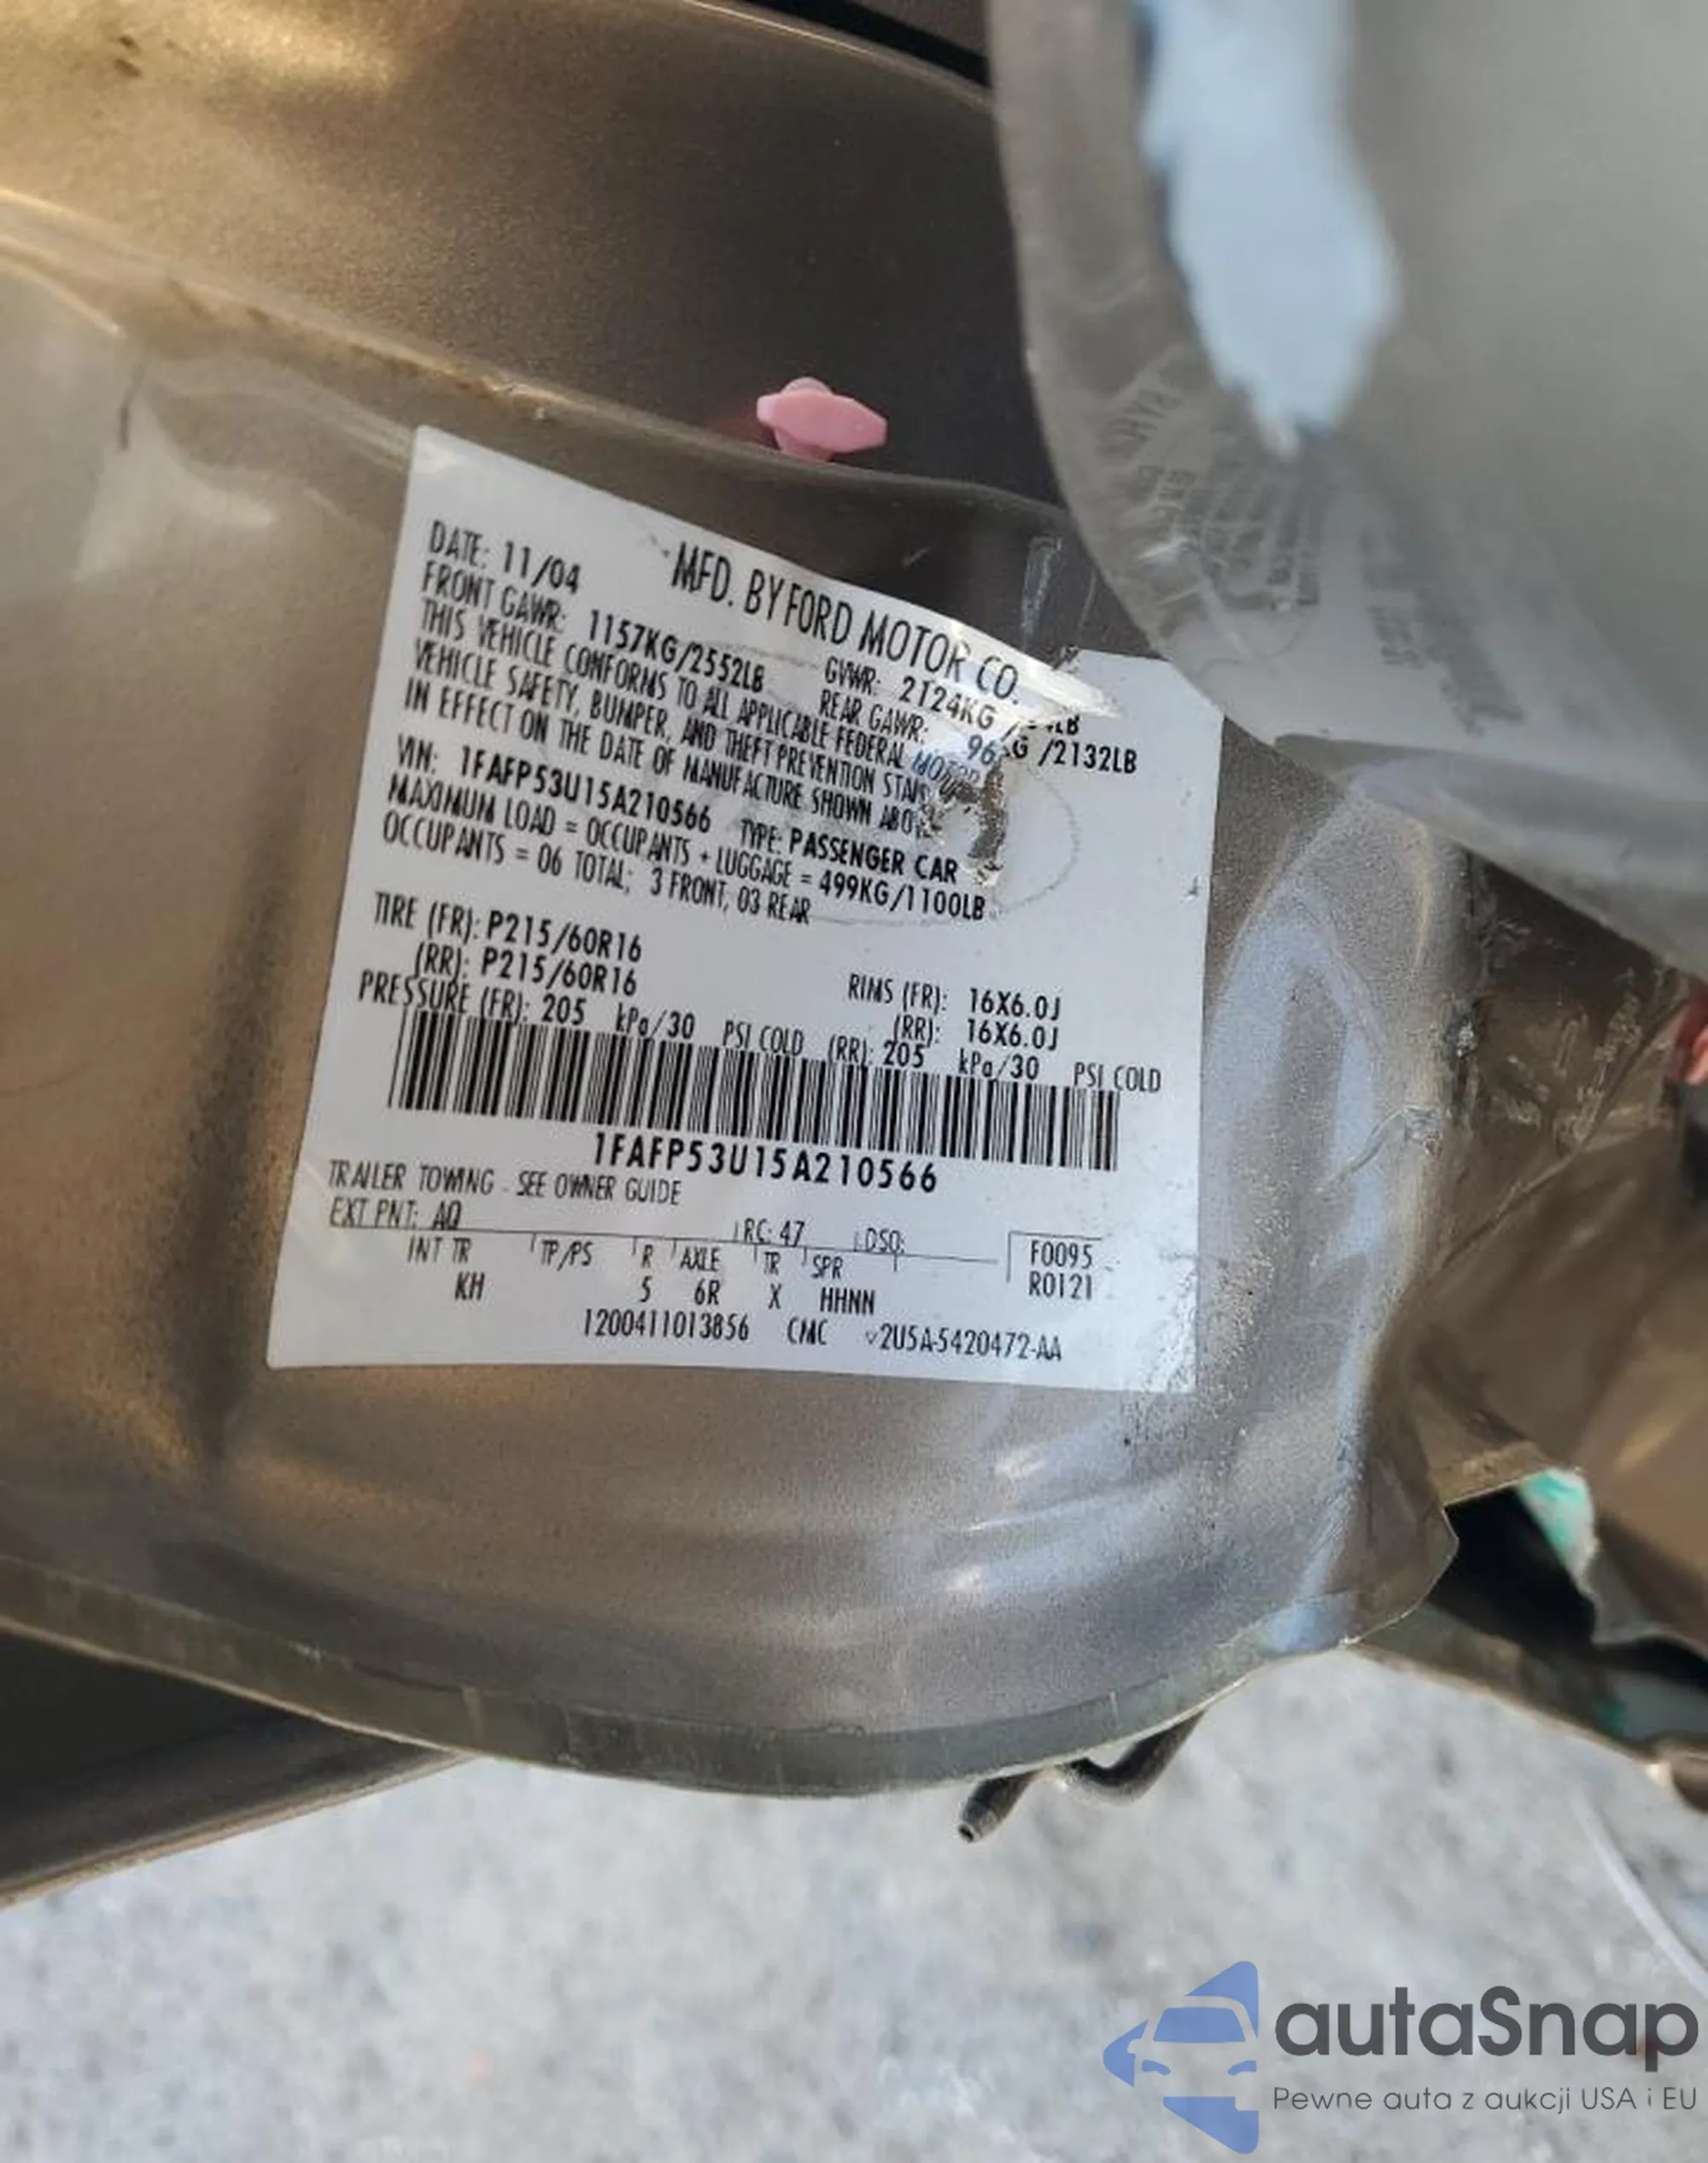 MFD. BY FORD MOTOR CO.
DATE: 11/04 GVWR: 2124KG
FRONT GAWR: 1157KG/2552LB REAR GAWR: /2132LB
THIS VEHICLE CONFORMS TO ALL APPLICABLE FEDERAL MOTOR
VEHICLE SAFETY, BUMPER, AND THEFT PREVENTION
IN EFFECT ON THE DATE OF MANUFACTURE SHOWN
VIN: 1FAFP53U15A210566 TYPE: PASSENGER CAR
MAXIMUM LOAD = OCCUPANTS + LUGGAGE = 499KG/1100LB
OCCUPANTS = 06 TOTAL; 3 FRONT, 03 REAR
TIRE (FR): P215/60R16 RIMS (FR): 16X6.0J
(RR): P215/60R16 (RR): 16X6.0J
PRESSURE (FR): 205 kPa/30 PSI COLD (RR): 205 kPa/30 PSI COLD
1FAFP53U15A210566
TRAILER TOWING - SEE OWNER GUIDE
EXT PNT: AQ RC: 47 DSO: F0095
INT TR TP/PS R AXLE TR SPR R0121
KH 5 6R X HHNN
1200411013856 CMC v2U5A-5420472-AA
autaSnap
Pewne auta z aukcji USA i EU